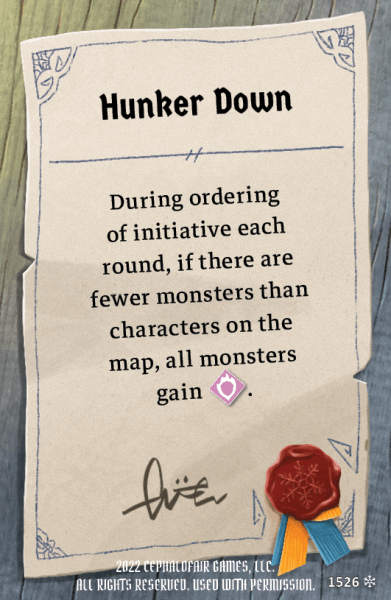 Hunker Down
During ordering
of initiative each
round, if there are
fewer monsters than
characters on the
map, all monsters
gain .
2022 CEPHALOFAIR GAMES, LLC.
ALL RIGHTS RESERVED. USED WITH PERMISSION.
1526